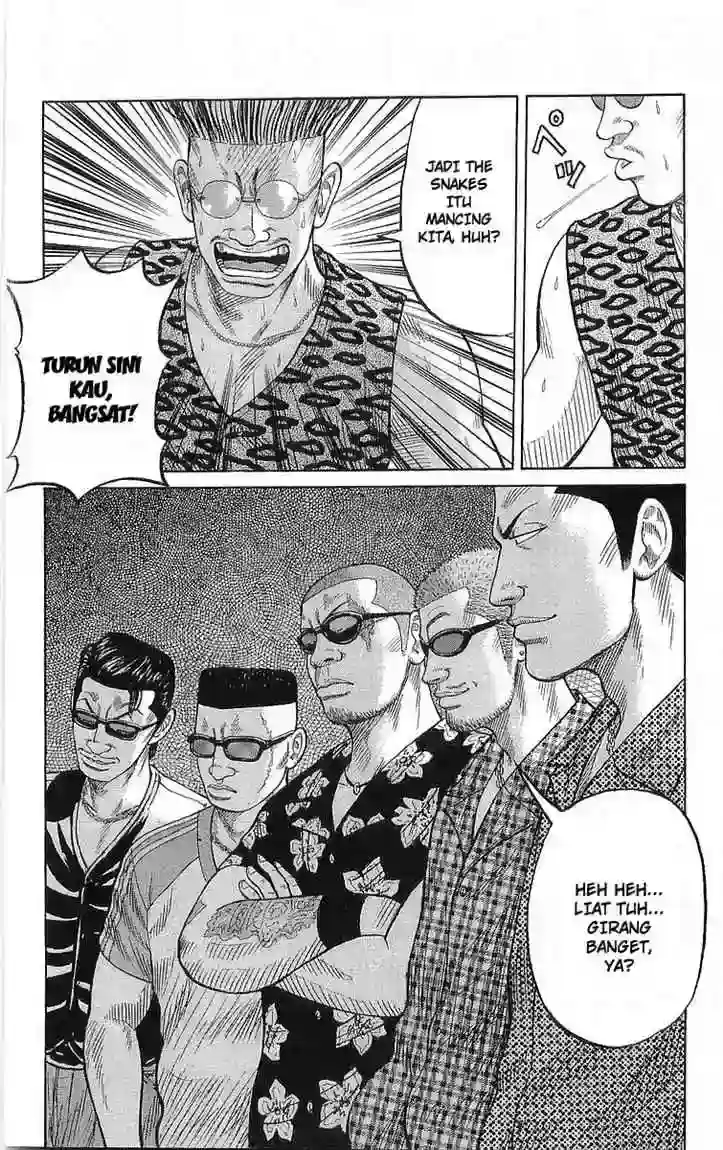 ペッ
JADI THE
SNAKES
ITU
MANCING
KITA, HUH?
TURUN SINI
KAU,
BANGSAT!
HEH HEH...
LIAT TUH...
GIRANG
BANGET,
YA?